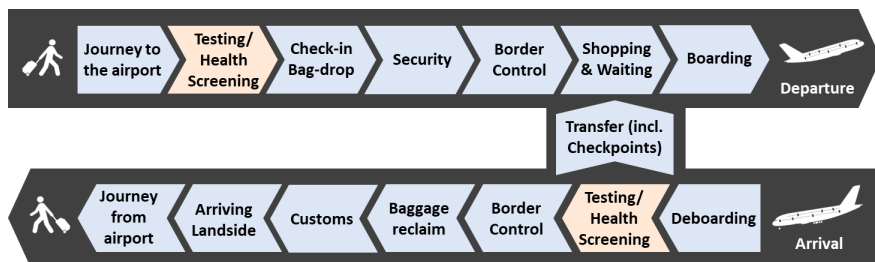 Journey to
the airport
Testing/
Health
Screening
Check-in
Bag-drop
Security
Border
Control
Shopping
& Waiting
Boarding
Departure
Transfer (incl.
Checkpoints)
Journey
from
airport
Arriving
Landside
Customs
Baggage
reclaim
Border
Control
Testing/
Health
Screening
Deboarding
Arrival